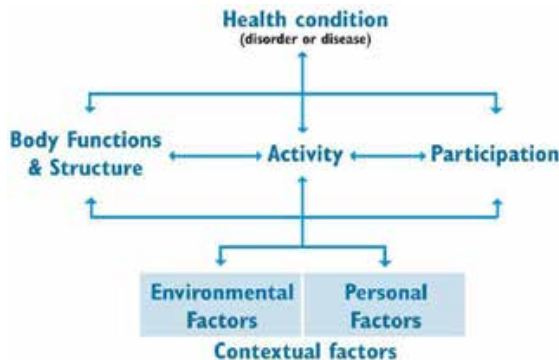 Health condition
(disorder or disease)
Body Functions
& Structure
Activity
Participation
Environmental
Factors
Personal
Factors
Contextual factors